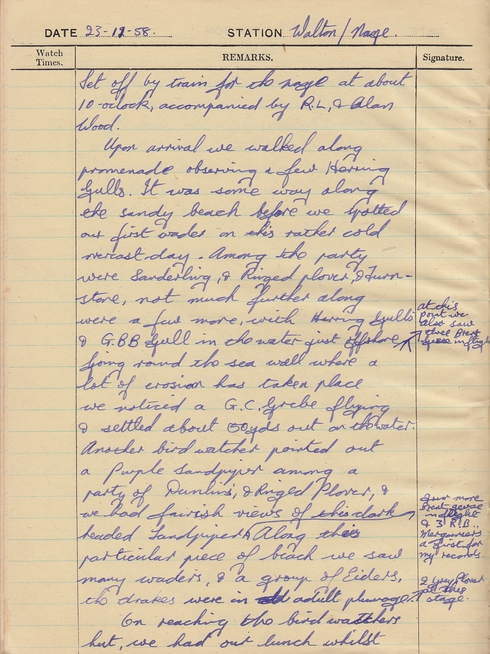 DATE 23-12-58. STATION Walton/Naze.
Watch Times. REMARKS. Signature.
Set off by train for the naze at about
10-oclock, accompanied by R.L, & Alan
Wood.
Upon arrival we walked along
promenade observing a few Herring
Gulls. It was some way along
the sandy beach before we spotted
our first wader on this rather cold
overcast day. Among the party
were Sanderling, & Ringed plover, & Turn-
stone, not much further along
were a few more, with Herring Gulls
& G.B.B Gull in the water just offshore
at this
point we
also saw
three Brent
geese in flight
Going round the sea wall where a
lot of erosion has taken place
we noticed a G.C. Grebe flying
& settled about 60yds out on the water.
Another bird watcher pointed out
a Purple Sandpiper among a
party of Dunlins, & Ringed Plover, &
we had fairish views of this dark
headed Sandpiper. Along this
particular piece of beach we saw
many waders, & a group of Eiders,
the drakes were in adult plumage
four more
Brent geese
in flight
& 3 R.B.
Mergansers
a first for
my records.
2 Grey Plover
at this
stage.
On reaching the bird watchers
hut, we had our lunch whilst